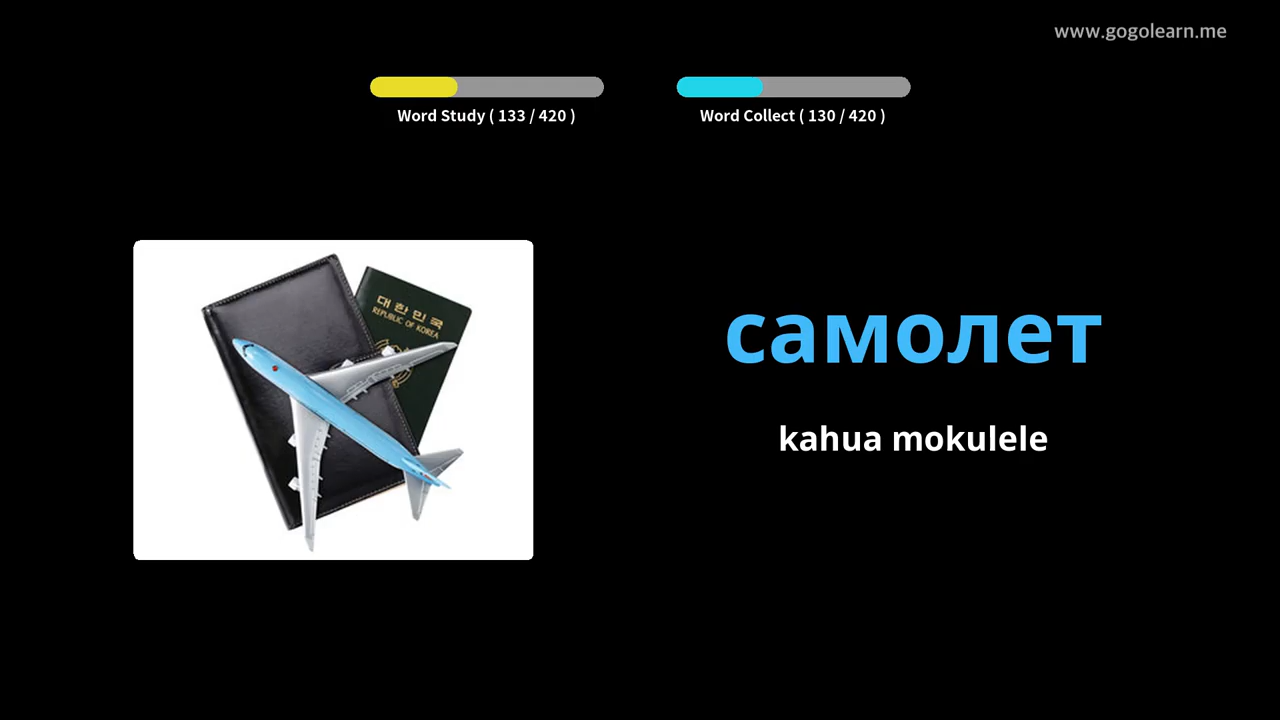 www.gogolearn.me
Word Study ( 133 / 420 )
Word Collect ( 130 / 420 )
대한민국
REPUBLIC OF KOREA
самолет
kahua mokulele